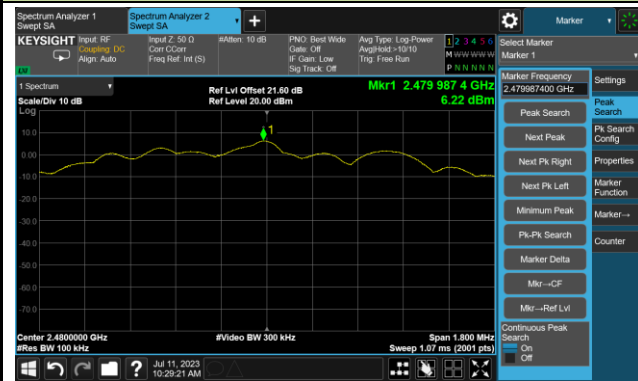 Spectrum Analyzer 1
Swept SA
Spectrum Analyzer 2
Swept SA
KEYSIGHT
Input: RF
Coupling: DC
Align: Auto
Input Z: 50 Ω
Corr CCorr
Freq Ref: Int (S)
#Atten: 10 dB
PNO: Best Wide
Gate: Off
IF Gain: Low
Sig Track: Off
Avg Type: Log-Power
Avg|Hold:>10/10
Trig: Free Run
1 2 3 4 5 6
M W W W W W
P N N N N N
LXI
1 Spectrum
Scale/Div 10 dB
Log
Ref Lvl Offset 21.60 dB
Ref Level 20.00 dBm
Mkr1 2.479 987 4 GHz
6.22 dBm
1
10.0
0.00
-10.0
-20.0
-30.0
-40.0
-50.0
-60.0
-70.0
Center 2.4800000 GHz
#Res BW 100 kHz
#Video BW 300 kHz
Span 1.800 MHz
Sweep 1.07 ms (2001 pts)
Jul 11, 2023
10:29:21 AM
Marker
Select Marker
Marker 1
Marker Frequency
2.479987400 GHz
Peak Search
Next Peak
Next Pk Right
Next Pk Left
Minimum Peak
Pk-Pk Search
Marker Delta
Mkr→CF
Mkr→Ref Lvl
Continuous Peak
Search
On
Off
Settings
Peak
Search
Pk Search
Config
Properties
Marker
Function
Marker→
Counter